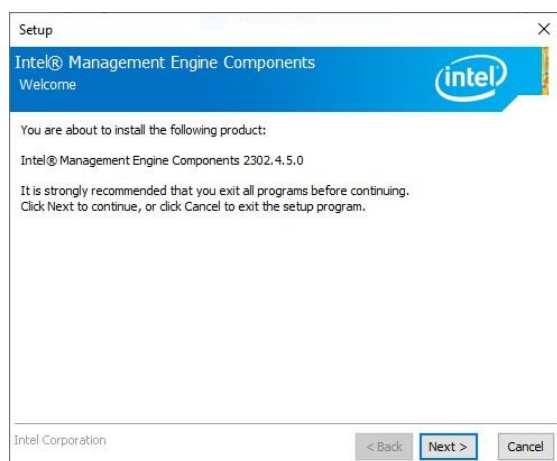 Setup
Intel® Management Engine Components
Welcome
intel
You are about to install the following product:
Intel® Management Engine Components 2302.4.5.0
It is strongly recommended that you exit all programs before continuing.
Click Next to continue, or click Cancel to exit the setup program.
Intel Corporation
< Back Next > Cancel